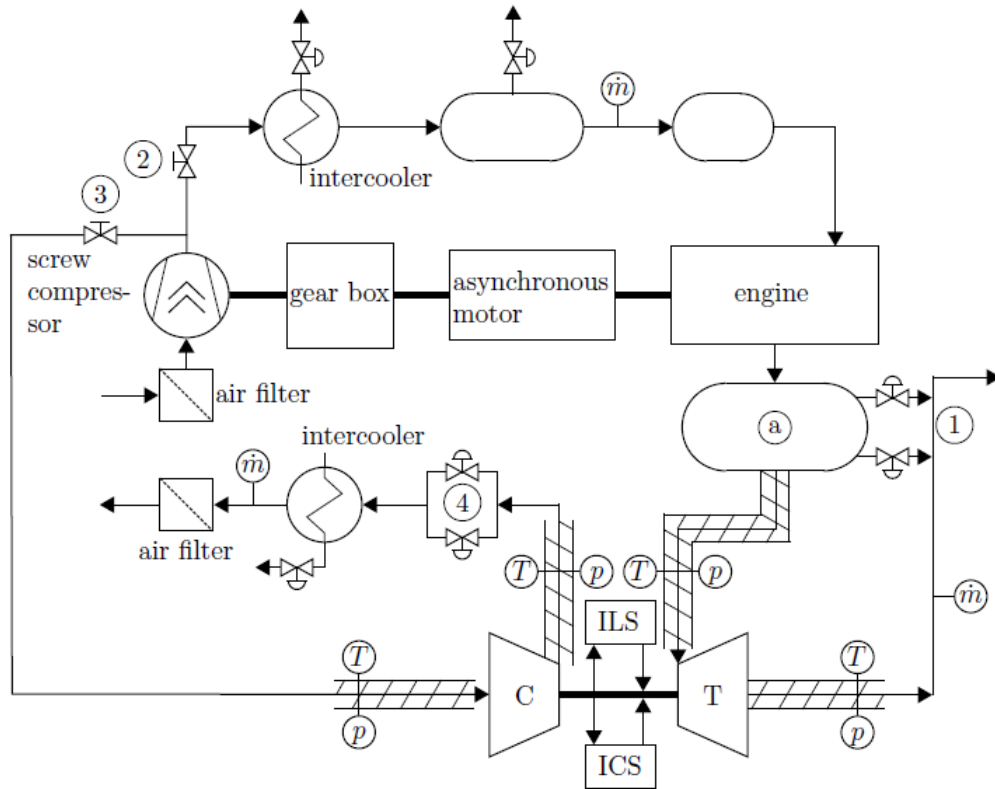 ṁ
2
intercooler
3
screw
compres-
sor
gear box
asynchronous
motor
engine
air filter
a
1
intercooler
ṁ
4
air filter
T
p
T
p
ṁ
ILS
T
C
T
T
p
ICS
p